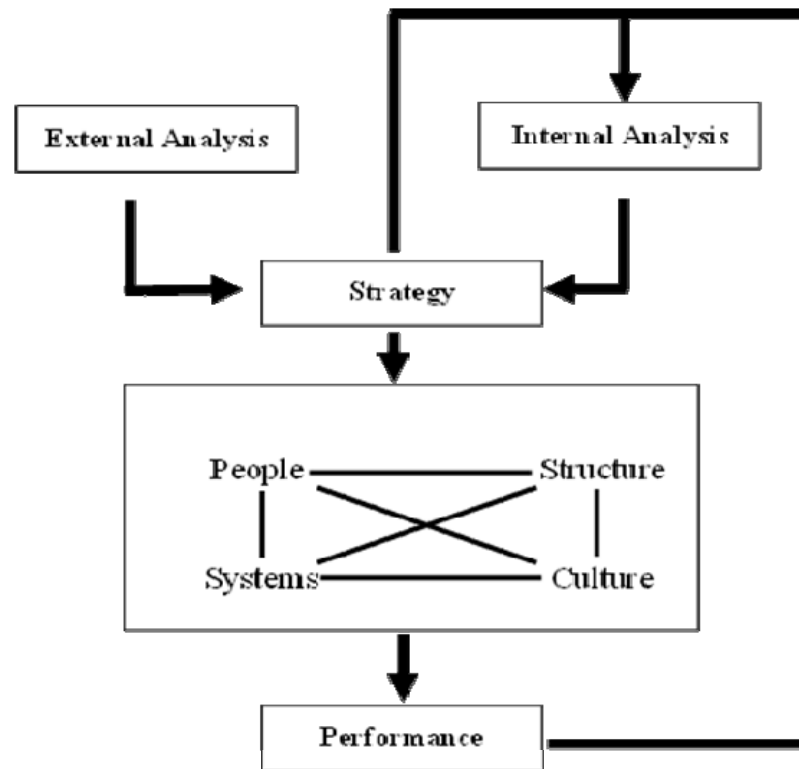 External Analysis
Internal Analysis
Strategy
People
Structure
Systems
Culture
Performance